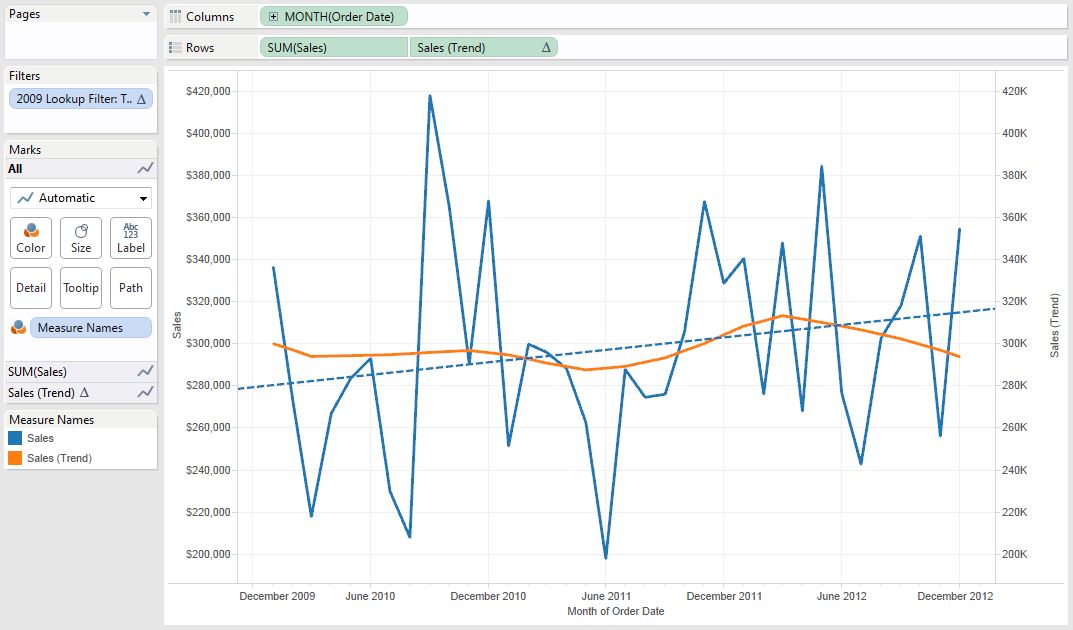 Pages
Columns
MONTH(Order Date)
Rows
SUM(Sales)
Sales (Trend) Δ
Filters
2009 Lookup Filter: T.. Δ
Marks
All
Automatic
Color
Size
Abc
123
Label
Detail
Tooltip
Path
Measure Names
SUM(Sales)
Sales (Trend) Δ
Measure Names
Sales
Sales (Trend)
Sales
$420,000
$400,000
$380,000
$360,000
$340,000
$320,000
$300,000
$280,000
$260,000
$240,000
$220,000
$200,000
420K
400K
380K
360K
340K
320K
300K
280K
260K
240K
220K
200K
Sales (Trend)
December 2009
June 2010
December 2010
June 2011
December 2011
June 2012
December 2012
Month of Order Date